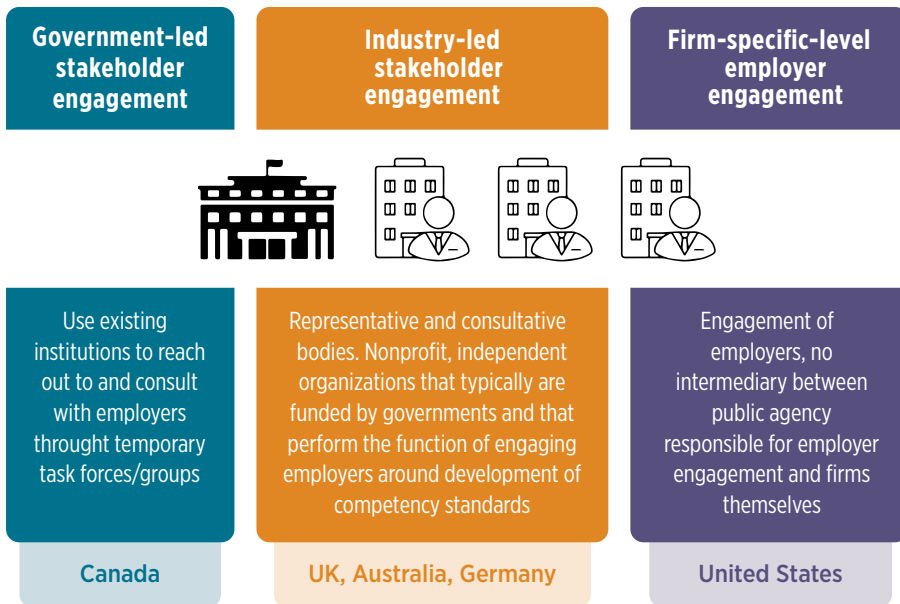 Government-led
stakeholder
engagement
Industry-led
stakeholder
engagement
Firm-specific-level
employer
engagement
Use existing
institutions to reach
out to and consult
with employers
throught temporary
task forces/groups
Representative and consultative
bodies. Nonprofit, independent
organizations that typically are
funded by governments and that
perform the function of engaging
employers around development of
competency standards
Engagement of
employers, no
intermediary between
public agency
responsible for employer
engagement and firms
themselves
Canada
UK, Australia, Germany
United States